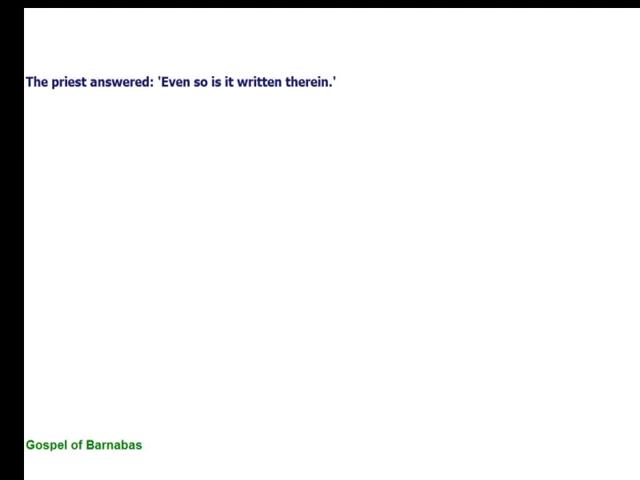 The priest answered: 'Even so is it written therein.'
Gospel of Barnabas